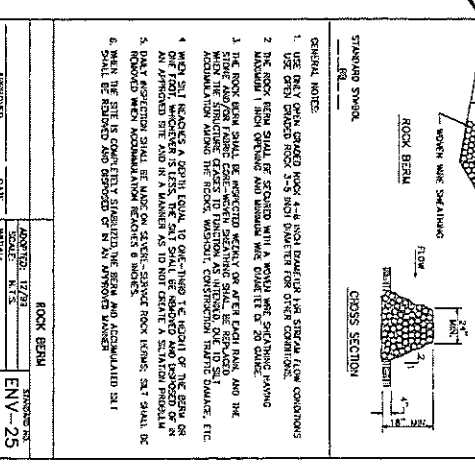 WOVEN WIRE SHEATHING
ROCK BERM
STANDARD SYMBOL
FLOW
24"
MIN.
2
1
4"
18" MIN.
CROSS SECTION
GENERAL NOTES:
1. USE ONLY OPEN GRADED ROCK 4-8 INCH DIAMETER FOR STREAM FLOW CONDITIONS
USE OPEN GRADED ROCK 3-5 INCH DIAMETER FOR OTHER CONDITIONS.
2 THE ROCK BERM SHALL BE SECURED WITH A WOVEN WIRE SHEATHING HAVING
MAXIMUM 1 INCH OPENING AND MINIMUM WIRE DIAMETER OF 20 GAUGE
3. THE ROCK BERM SHALL BE INSPECTED WEEKLY OR AFTER EACH RAIN, AND THE
STONE AND/OR FABRIC CORE-WOVEN SHEATHING SHALL BE REPLACED
WHEN THE STRUCTURE CEASES TO FUNCTION AS INTENDED, DUE TO SILT
ACCUMULATION AMONG THE ROCKS, WASHOUT, CONSTRUCTION TRAFFIC DAMAGE, ETC.
4 WHEN SILT REACHES A DEPTH EQUAL TO ONE-THIRD THE HEIGHT OF THE BERM OR
ONE FOOT, WHICHEVER IS LESS, THE SILT SHALL BE REMOVED AND DISPOSED OF IN
AN APPROVED SITE AND IN A MANNER AS TO NOT CREATE A SILTATION PROBLEM
5. DAILY INSPECTION SHALL BE MADE ON SEVERE-SERVICE ROCK BERMS; SILT SHALL BE
REMOVED WHEN ACCUMULATION REACHES 6 INCHES.
6. WHEN THE SITE IS COMPLETELY STABILIZED, THE BERM AND ACCUMULATED SILT
SHALL BE REMOVED AND DISPOSED OF IN AN APPROVED MANNER
ROCK BERM
ADOPTED: 12/93
SCALE: N.T.S.
STANDARD NO.
ENV-25